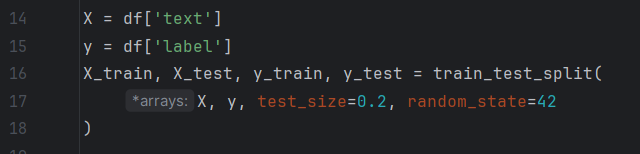 14 X = df['text']
15 y = df['label']
16 X_train, X_test, y_train, y_test = train_test_split(
17 *arrays: X, y, test_size=0.2, random_state=42
18 )